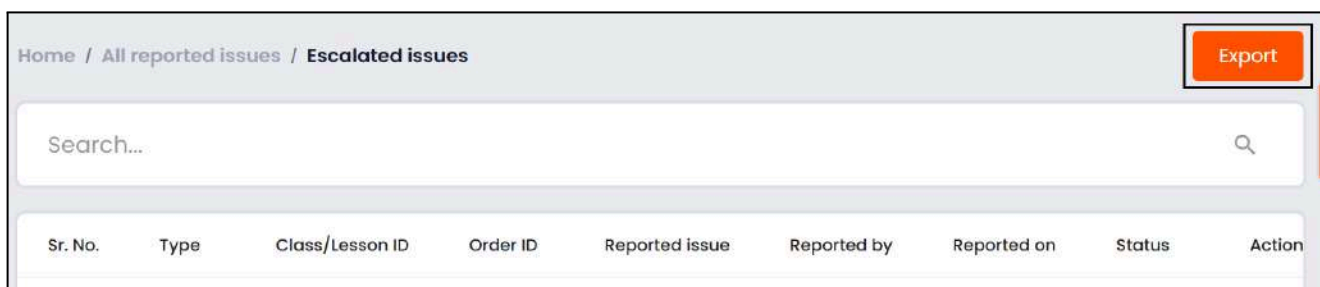 Home / All reported issues / Escalated issues
Export
Search...
Sr. No. Type Class/Lesson ID Order ID Reported issue Reported by Reported on Status Action